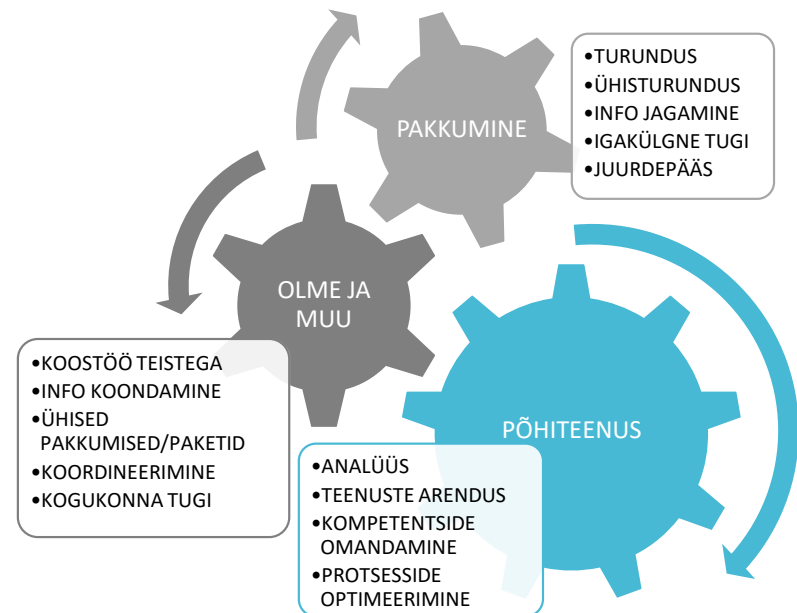 PAKKUMINE
•TURUNDUS
•ÜHISTURUNDUS
•INFO JAGAMINE
•IGAKÜLGNE TUGI
•JUURDEPÄÄS
OLME JA
MUU
•KOOSTÖÖ TEISTEGA
•INFO KOONDAMINE
•ÜHISED
PAKKUMISED/PAKETID
•KOORDINEERIMINE
•KOGUKONNA TUGI
PÕHITEENUS
•ANALÜÜS
•TEENUSTE ARENDUS
•KOMPETENTSIDE
OMANDAMINE
•PROTSESSIDE
OPTIMEERIMINE